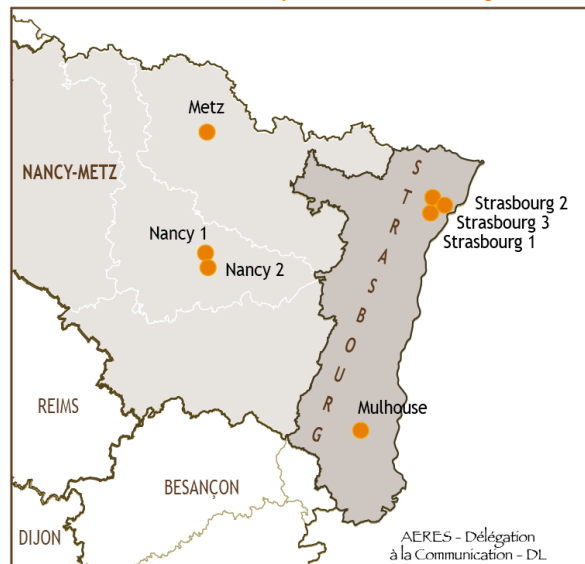 Metz
NANCY-METZ
STRASBOURG
Strasbourg 2
Strasbourg 3
Strasbourg 1
Nancy 1
Nancy 2
REIMS
Mulhouse
BESANÇON
DIJON
AERES - Délégation
à la Communication - DL